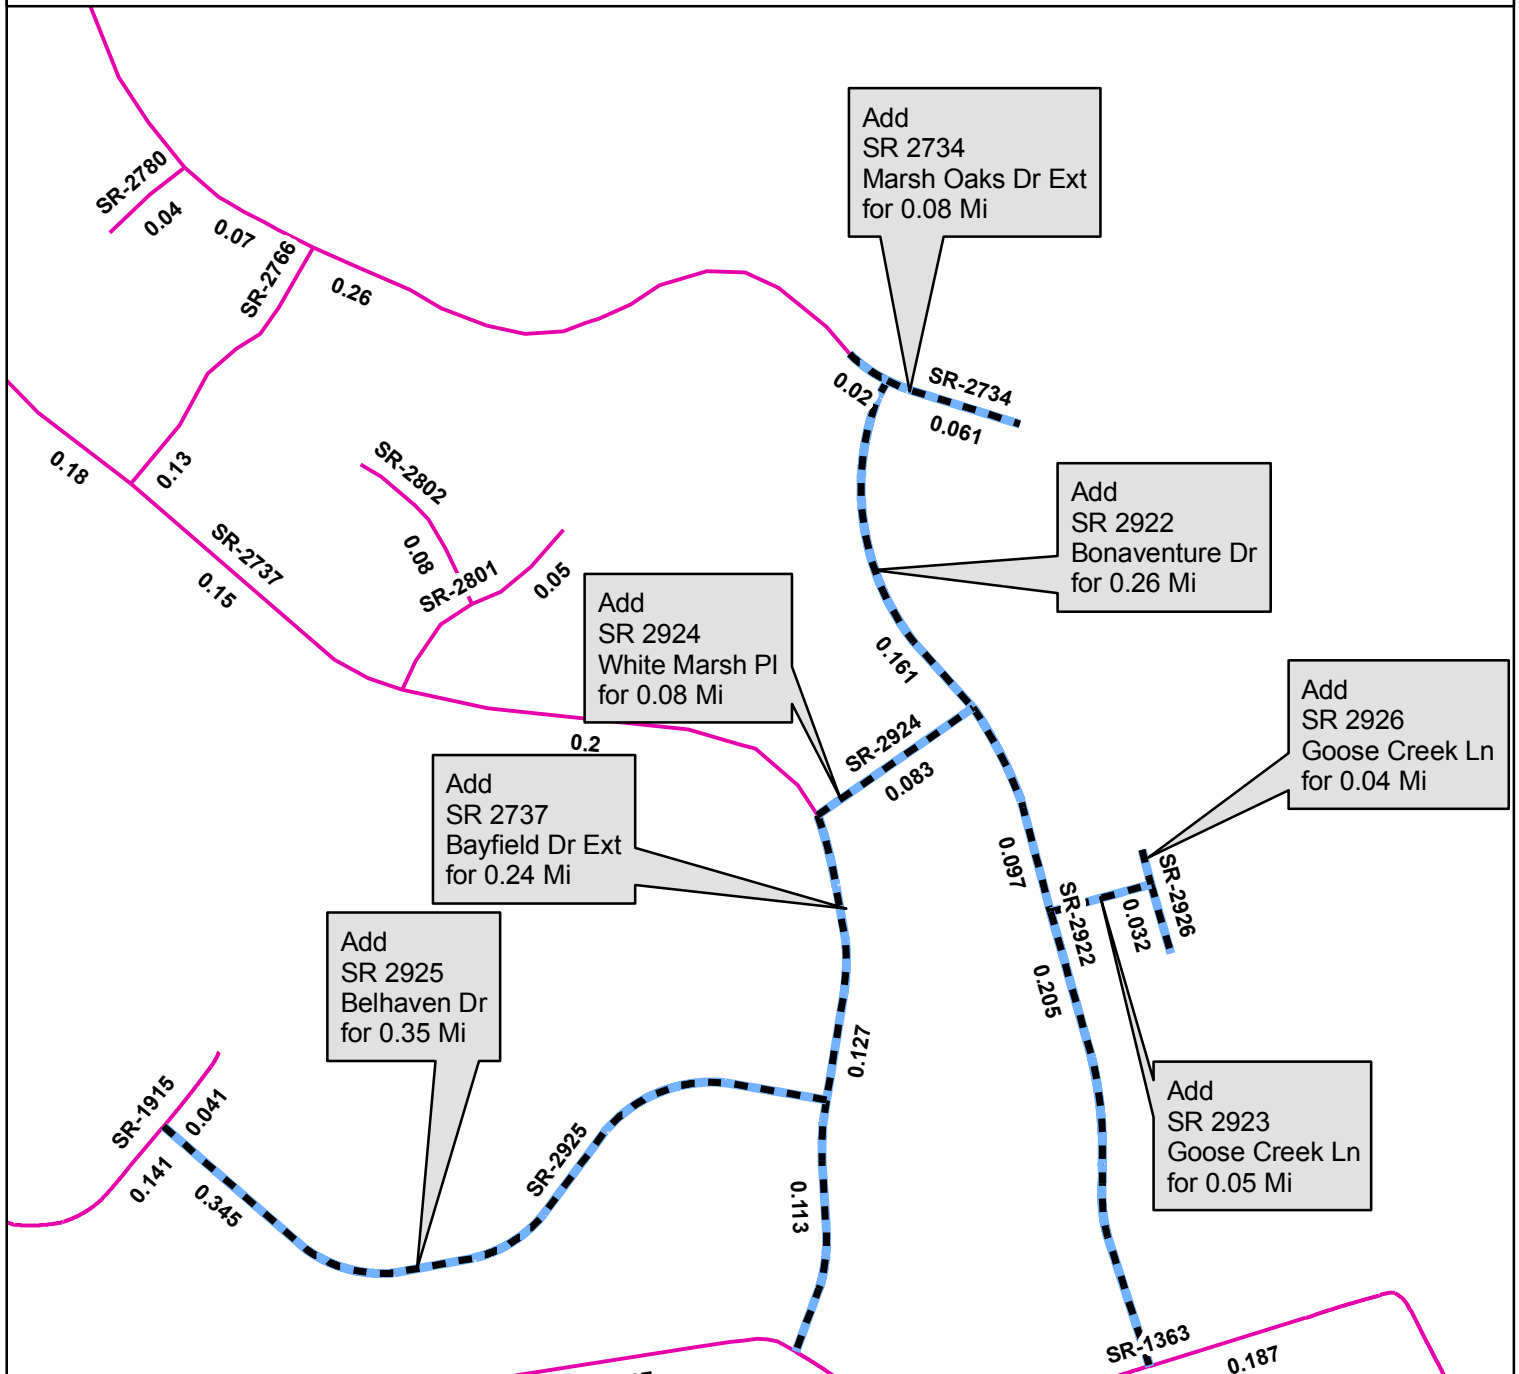 Add
SR 2734
Marsh Oaks Dr Ext
for 0.08 Mi
SR-2780
0.04
0.07
SR-2766
0.26
0.02
SR-2734
0.061
0.18
0.13
SR-2802
0.08
SR-2737
0.15
SR-2801
0.05
Add
SR 2922
Bonaventure Dr
for 0.26 Mi
Add
SR 2924
White Marsh Pl
for 0.08 Mi
0.161
Add
SR 2926
Goose Creek Ln
for 0.04 Mi
0.2
SR-2924
0.083
Add
SR 2737
Bayfield Dr Ext
for 0.24 Mi
0.097
SR-2922
0.032
SR-2926
0.205
Add
SR 2925
Belhaven Dr
for 0.35 Mi
0.127
SR-1915
0.041
0.141
0.345
SR-2925
0.113
Add
SR 2923
Goose Creek Ln
for 0.05 Mi
SR-1363
0.187